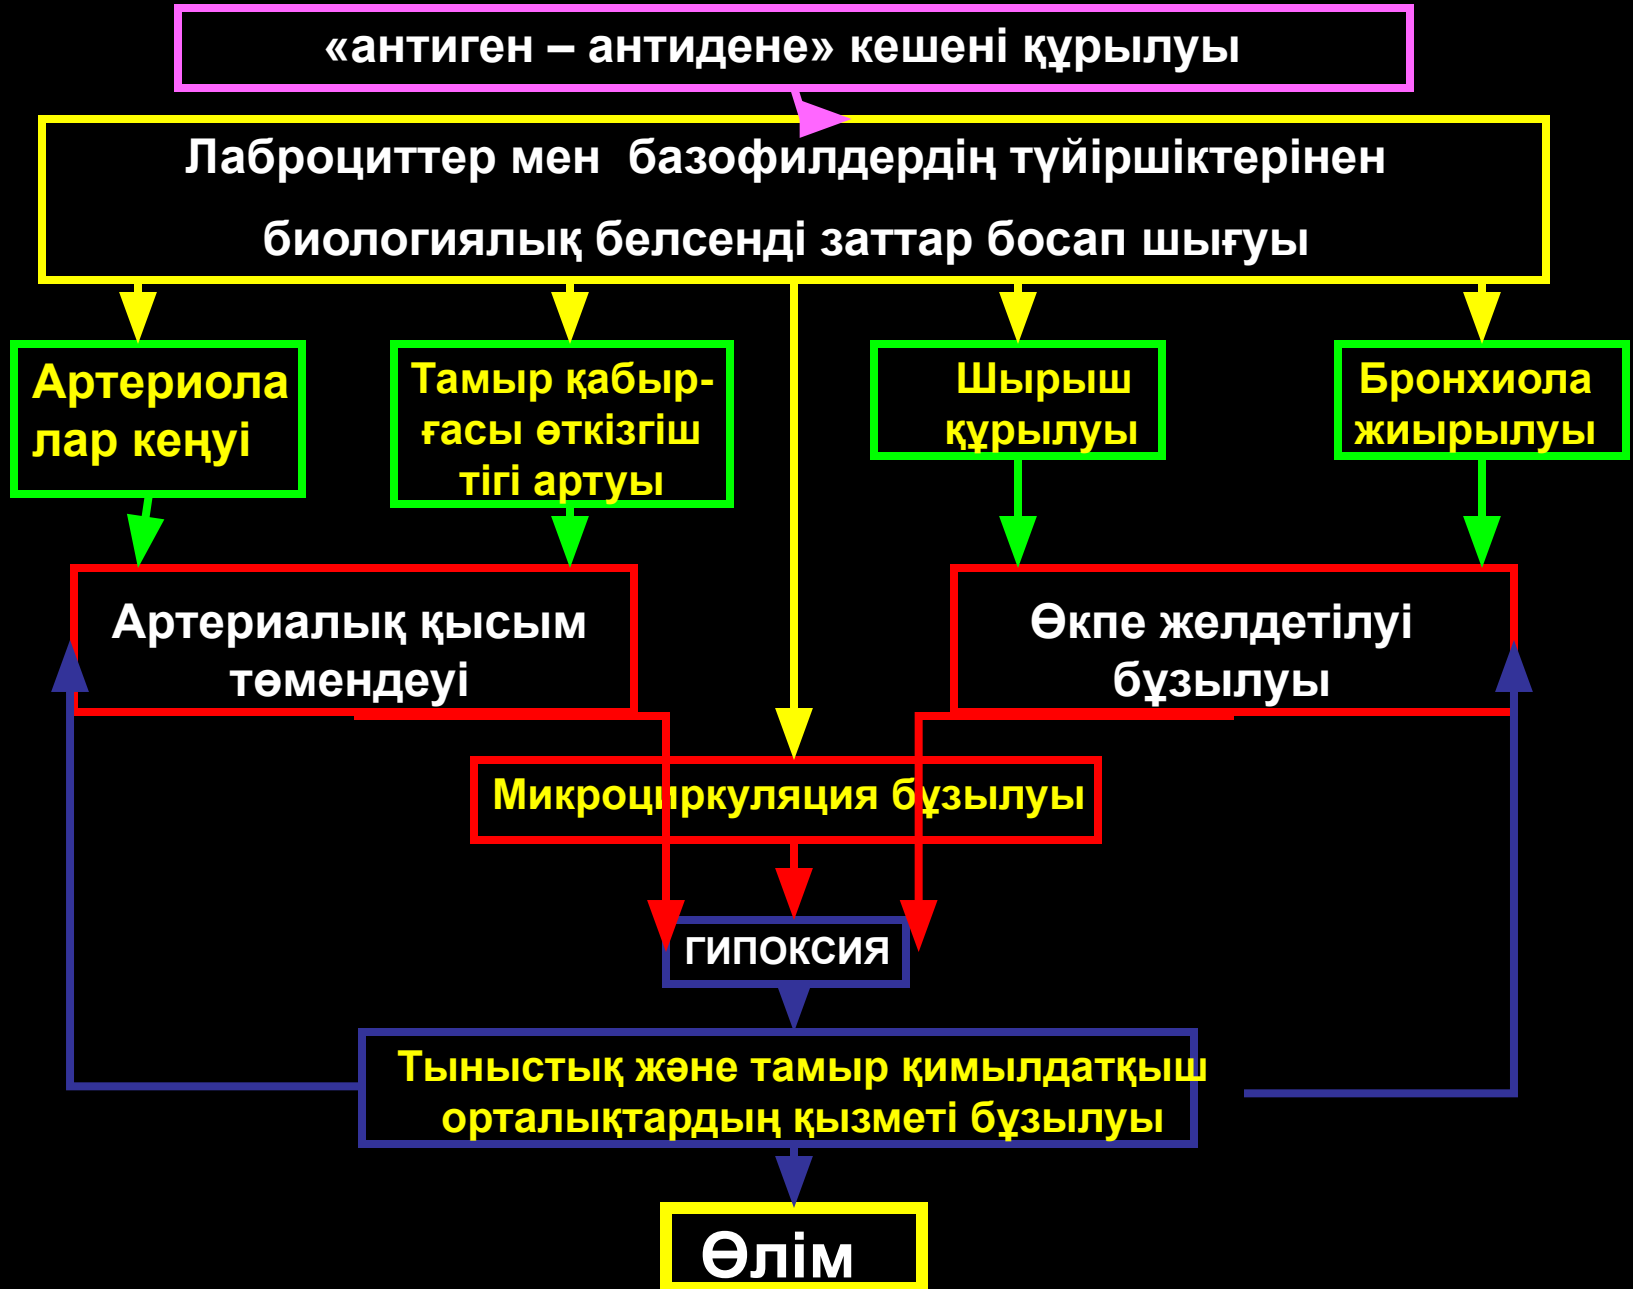 «антиген – антидене» кешені құрылуы
Лаброциттер мен базофилдердің түйіршіктерінен
биологиялық белсенді заттар босап шығуы
Артериола
лар кеңуі
Тамыр қабыр-
ғасы өткізгіш
тігі артуы
Шырыш
құрылуы
Бронхиола
жиырылуы
Артериалық қысым
төмендеуі
Өкпе желдетілуі
бұзылуы
Микроциркуляция бұзылуы
ГИПОКСИЯ
Тыныстық және тамыр қимылдатқыш
орталықтардың қызметі бұзылуы
Өлім